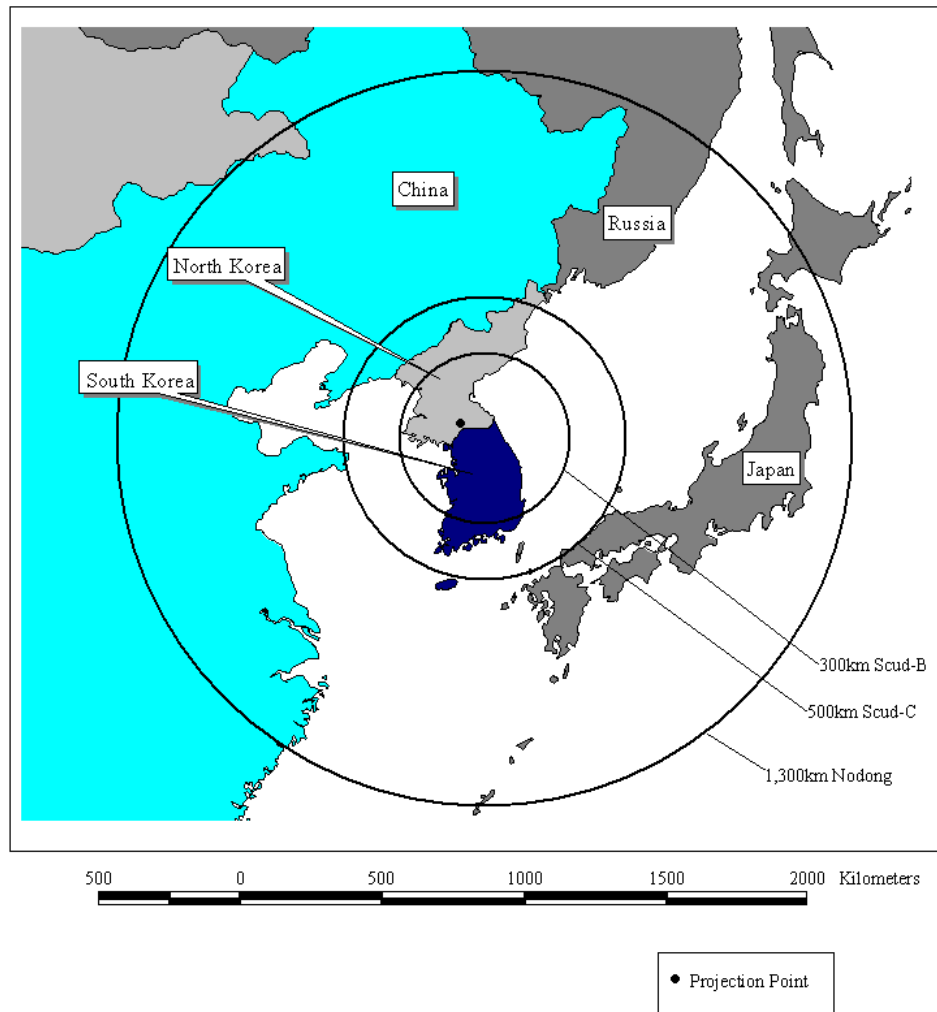 China
Russia
North Korea
South Korea
Japan
300km Scud-B
500km Scud-C
1,300km Nodong
500 0 500 1000 1500 2000 Kilometers
Projection Point